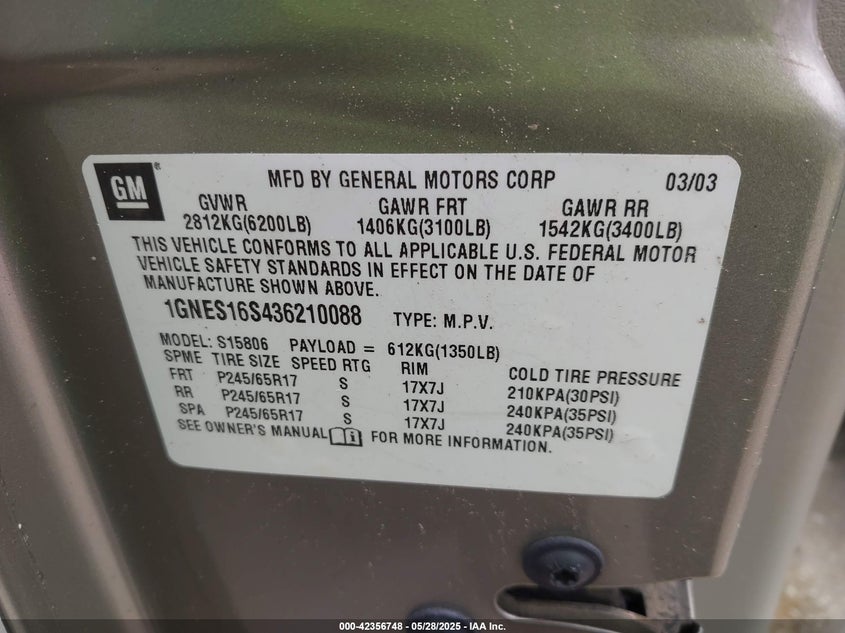 GM®
MFD BY GENERAL MOTORS CORP 03/03
GVWR GAWR FRT GAWR RR
2812KG(6200LB) 1406KG(3100LB) 1542KG(3400LB)
THIS VEHICLE CONFORMS TO ALL APPLICABLE U.S. FEDERAL MOTOR
VEHICLE SAFETY STANDARDS IN EFFECT ON THE DATE OF
MANUFACTURE SHOWN ABOVE.
1GNES16S436210088 TYPE: M.P.V.
MODEL: S15806 PAYLOAD = 612KG(1350LB)
SPME TIRE SIZE SPEED RTG RIM COLD TIRE PRESSURE
FRT P245/65R17 S 17X7J 210KPA(30PSI)
RR P245/65R17 S 17X7J 240KPA(35PSI)
SPA P245/65R17 S 17X7J 240KPA(35PSI)
SEE OWNER'S MANUAL FOR MORE INFORMATION.
000-42356748 - 05/28/2025 - IAA Inc.